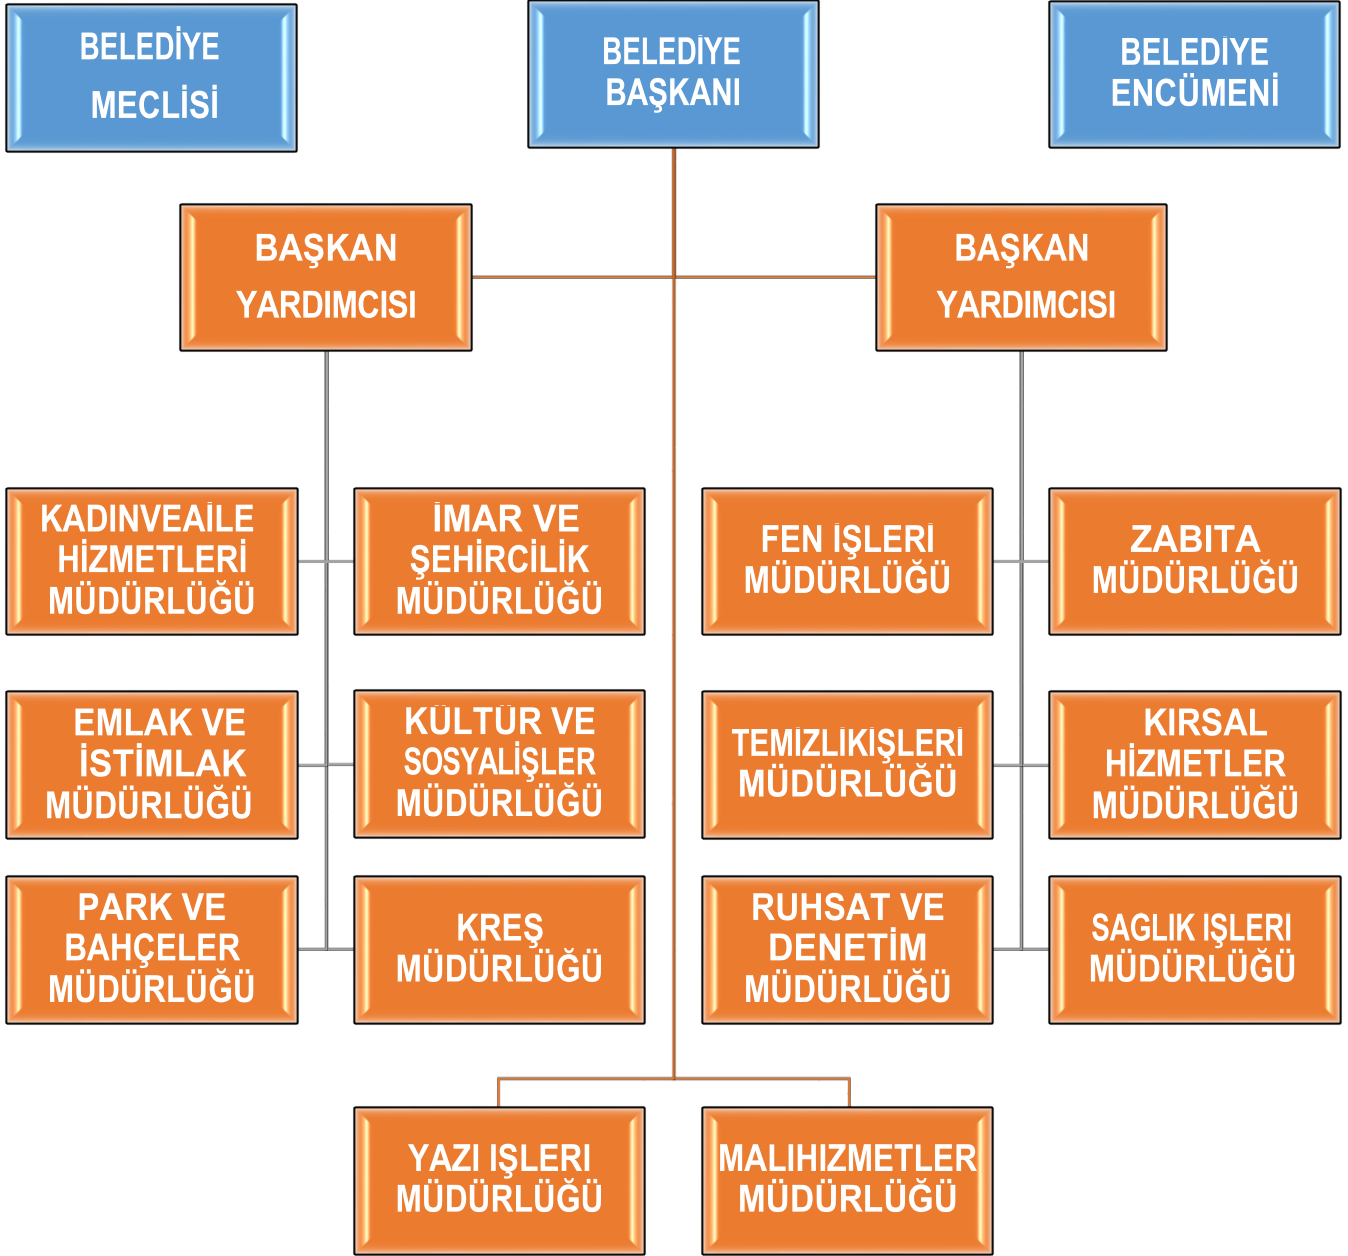 BELEDİYE
MECLİSİ
BELEDİYE
BAŞKANI
BELEDİYE
ENCÜMENİ
BAŞKAN
YARDIMCISI
BAŞKAN
YARDIMCISI
KADINVEAİLE
HİZMETLERİ
MÜDÜRLÜĞÜ
İMAR VE
ŞEHİRCİLİK
MÜDÜRLÜĞÜ
FEN İŞLERİ
MÜDÜRLÜĞÜ
ZABITA
MÜDÜRLÜĞÜ
EMLAK VE
İSTİMLAK
MÜDÜRLÜĞÜ
KÜLTÜR VE
SOSYALİŞLER
MÜDÜRLÜĞÜ
TEMİZLİKİŞLERİ
MÜDÜRLÜĞÜ
KIRSAL
HİZMETLER
MÜDÜRLÜĞÜ
PARK VE
BAHÇELER
MÜDÜRLÜĞÜ
KREŞ
MÜDÜRLÜĞÜ
RUHSAT VE
DENETİM
MÜDÜRLÜĞÜ
SAGLIK IŞLERI
MÜDÜRLÜĞÜ
YAZI IŞLERI
MÜDÜRLÜĞÜ
MALIHIZMETLER
MÜDÜRLÜĞÜ